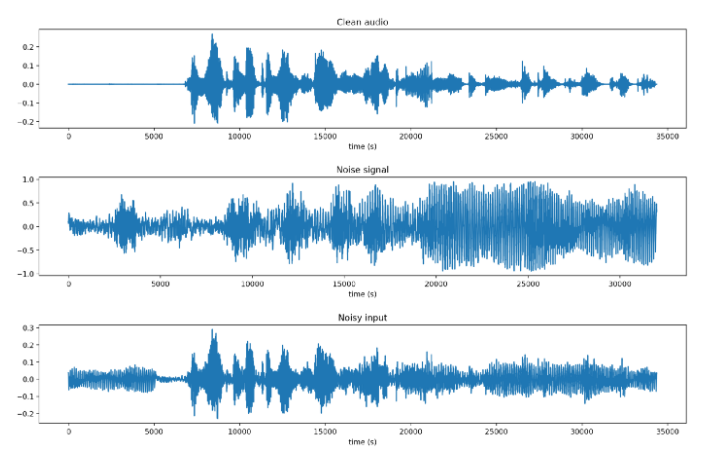 Clean audio
0.2
0.1
0.0
−0.1
−0.2
0 5000 10000 15000 20000 25000 30000 35000
time (s)
Noise signal
1.0
0.5
0.0
−0.5
−1.0
0 5000 10000 15000 20000 25000 30000
time (s)
Noisy input
0.3
0.2
0.1
0.0
−0.1
−0.2
0 5000 10000 15000 20000 25000 30000 35000
time (s)